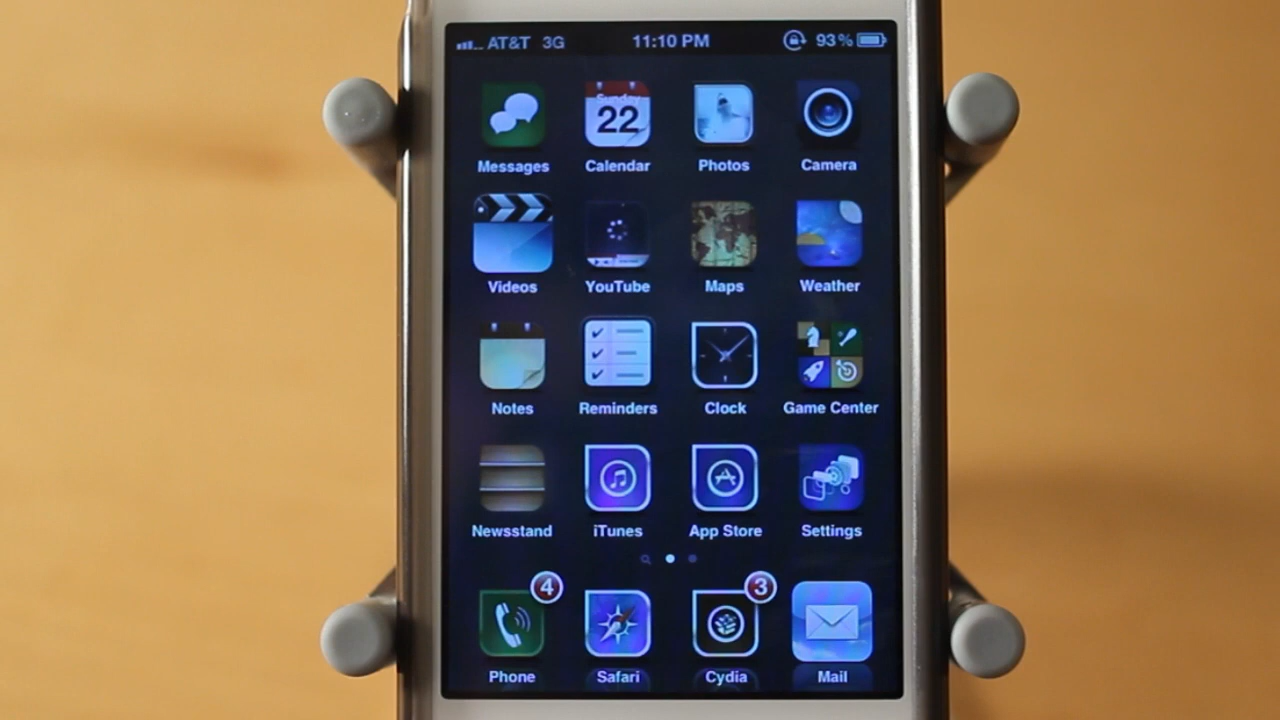 AT&T 3G 11:10 PM 93%
Sunday
22
Messages Calendar Photos Camera
Videos YouTube Maps Weather
Notes Reminders Clock Game Center
Newsstand iTunes App Store Settings
4 3
Phone Safari Cydia Mail